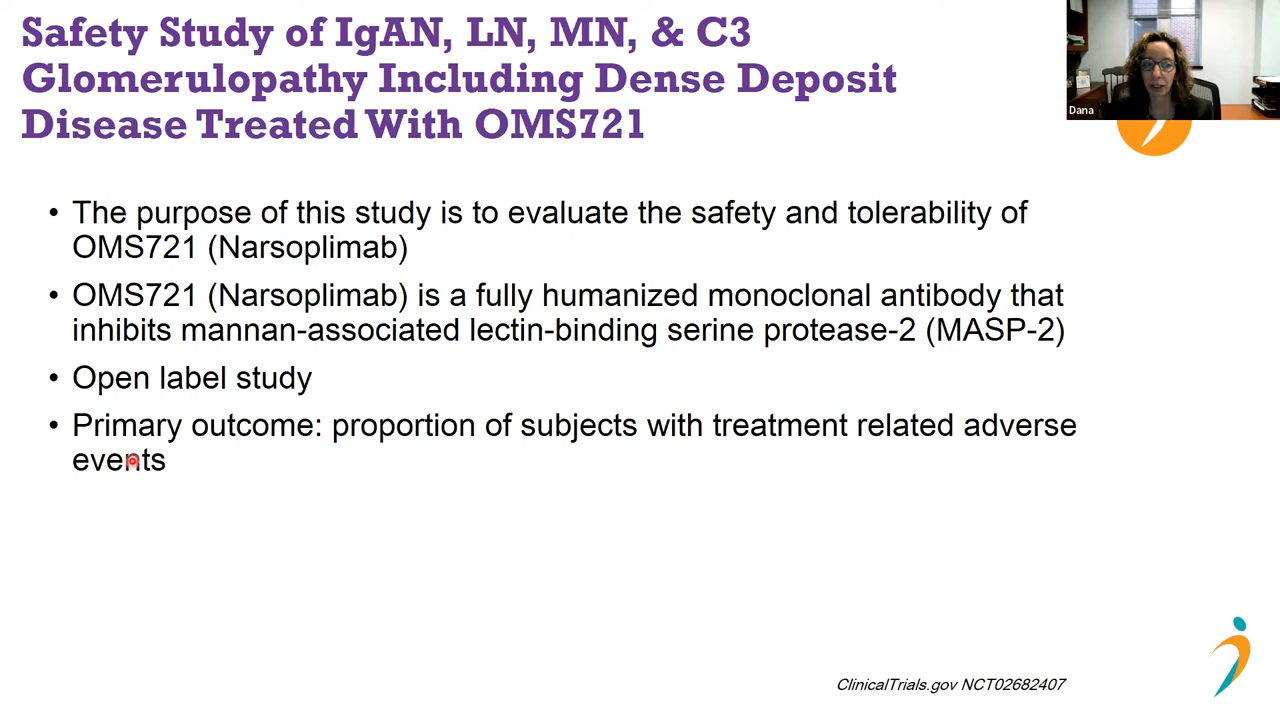 Safety Study of IgAN, LN, MN, & C3
Glomerulopathy Including Dense Deposit
Disease Treated With OMS721
Dana
• The purpose of this study is to evaluate the safety and tolerability of
OMS721 (Narsoplimab)
• OMS721 (Narsoplimab) is a fully humanized monoclonal antibody that
inhibits mannan-associated lectin-binding serine protease-2 (MASP-2)
• Open label study
• Primary outcome: proportion of subjects with treatment related adverse
events
ClinicalTrials.gov NCT02682407